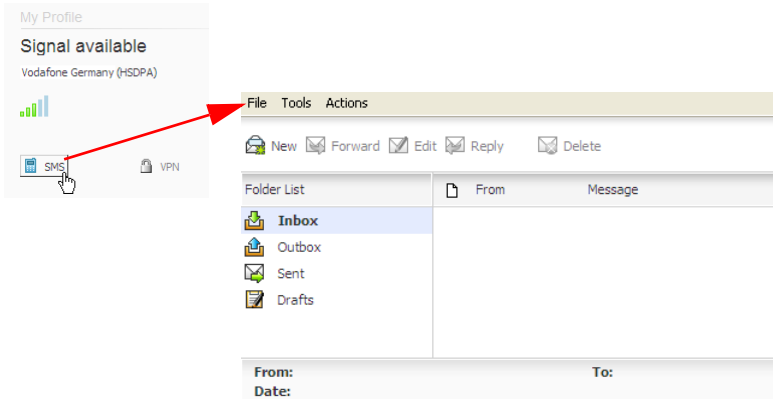 My Profile
Signal available
Vodafone Germany (HSDPA)
SMS VPN
File Tools Actions
New Forward Edit Reply Delete
Folder List From Message
Inbox
Outbox
Sent
Drafts
From: To:
Date: